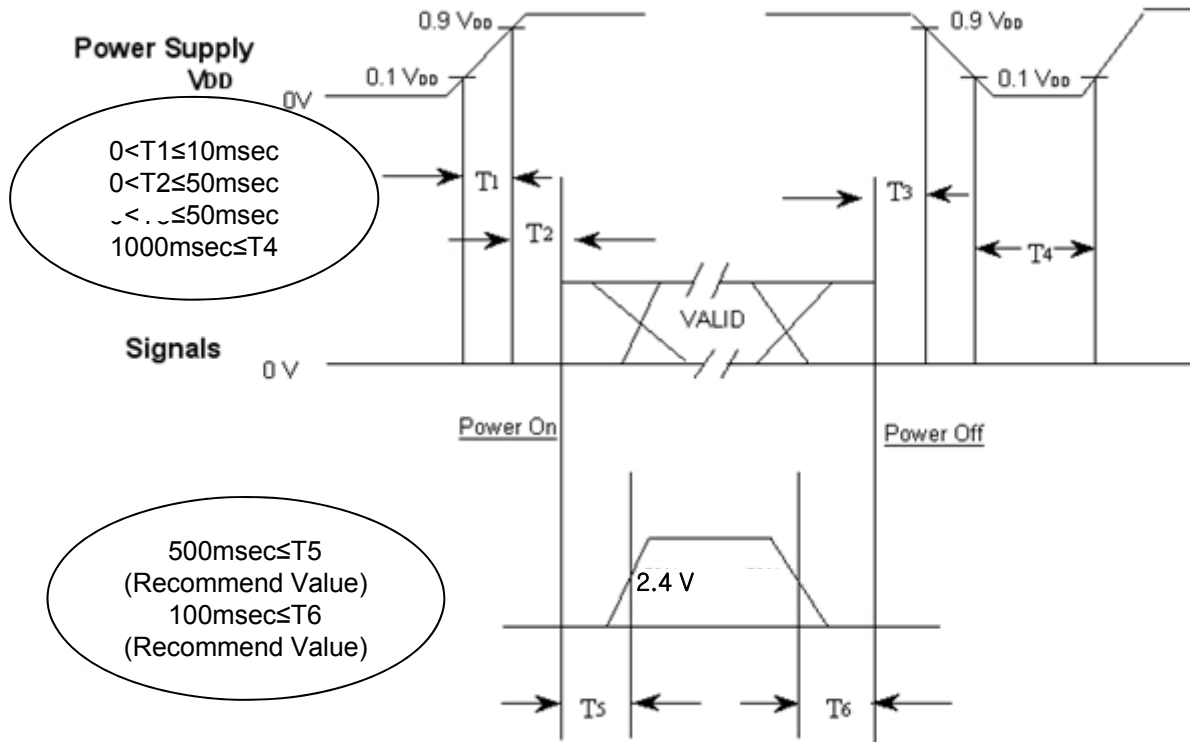 0.9 VDD
0.9 VDD
Power Supply
VDD
0.1 VDD
0.1 VDD
0V
0<T1≤10msec
0<T2≤50msec
≤50msec
1000msec≤T4
T1
T2
T3
T4
VALID
Signals
0 V
Power On
Power Off
500msec≤T5
(Recommend Value)
100msec≤T6
(Recommend Value)
2.4 V
T5
T6